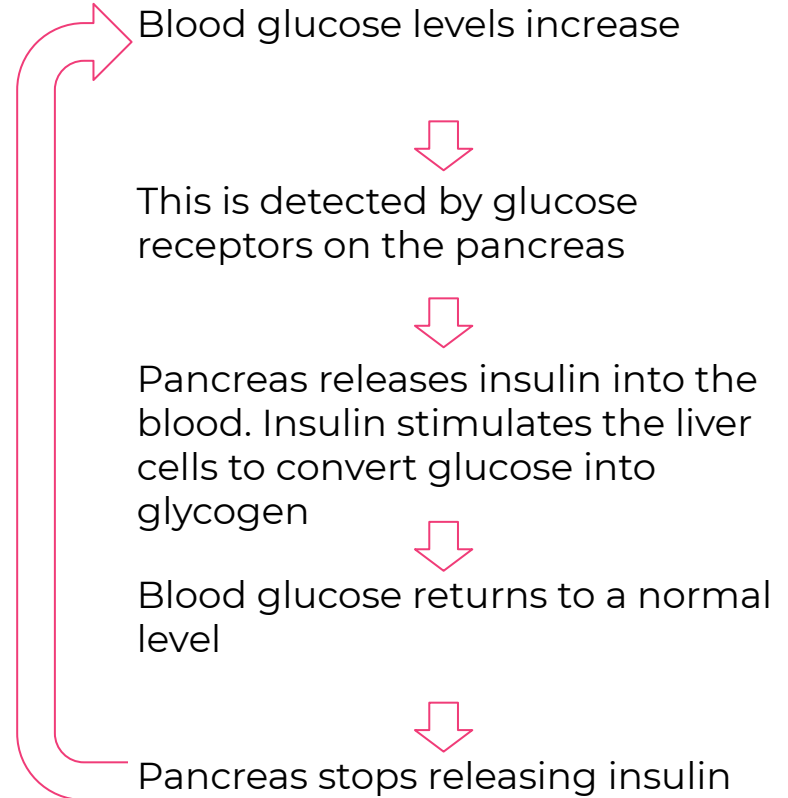 Blood glucose levels increase
This is detected by glucose
receptors on the pancreas
Pancreas releases insulin into the
blood. Insulin stimulates the liver
cells to convert glucose into
glycogen
Blood glucose returns to a normal
level
Pancreas stops releasing insulin